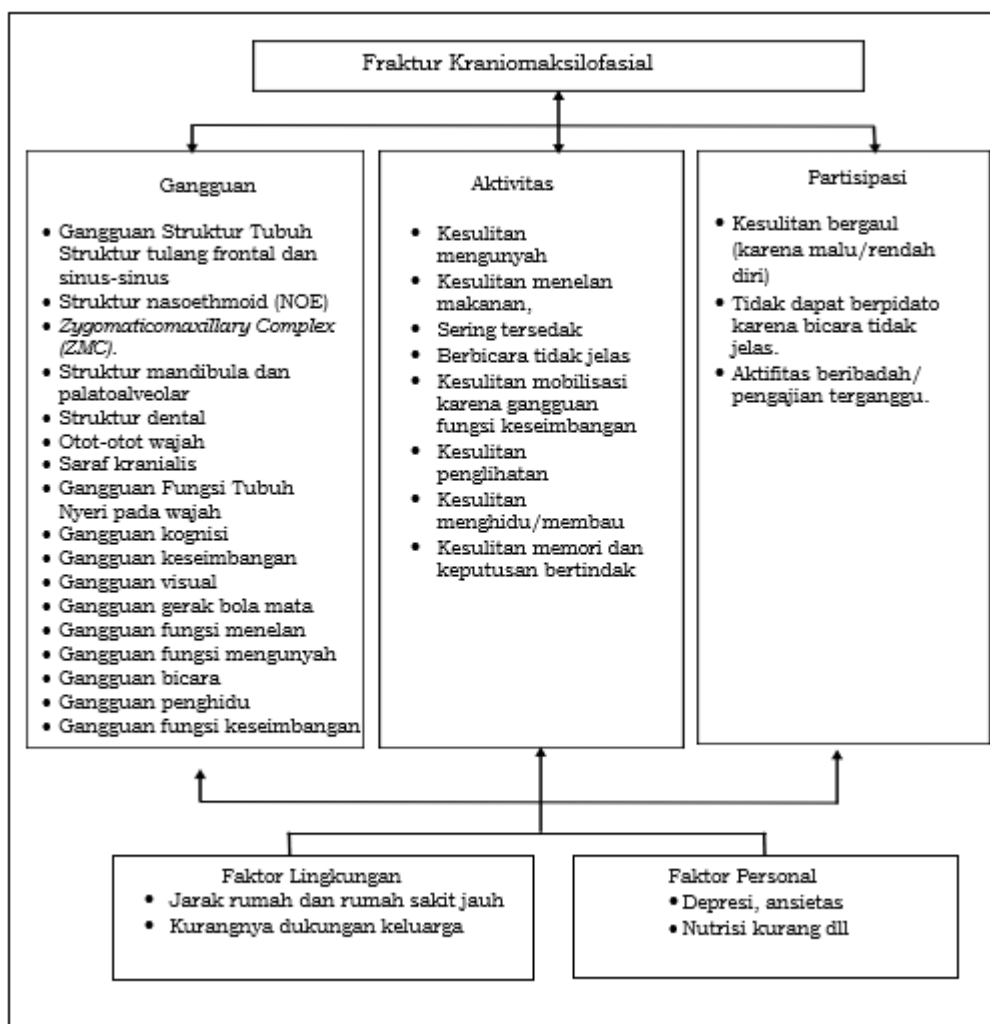 Fraktur Kraniomaksilofasial
Gangguan
• Gangguan Struktur Tubuh
Struktur tulang frontal dan
sinus-sinus
• Struktur nasoethmoid (NOE)
• Zygomaticomaxillary Complex
(ZMC).
• Struktur mandibula dan
palatoalveolar
• Struktur dental
• Otot-otot wajah
• Saraf kranialis
• Gangguan Fungsi Tubuh
Nyeri pada wajah
• Gangguan kognisi
• Gangguan keseimbangan
• Gangguan visual
• Gangguan gerak bola mata
• Gangguan fungsi menelan
• Gangguan fungsi mengunyah
• Gangguan bicara
• Gangguan penghidu
• Gangguan fungsi keseimbangan
Aktivitas
• Kesulitan
mengunyah
• Kesulitan menelan
makanan,
• Sering tersedak
• Berbicara tidak jelas
• Kesulitan mobilisasi
karena gangguan
fungsi keseimbangan
• Kesulitan
penglihatan
• Kesulitan
menghidu/membau
• Kesulitan memori dan
keputusan bertindak
Partisipasi
• Kesulitan bergaul
(karena malu/rendah
diri)
• Tidak dapat berpidato
karena bicara tidak
jelas.
• Aktifitas beribadah/
pengajian terganggu.
Faktor Lingkungan
• Jarak rumah dan rumah sakit jauh
• Kurangnya dukungan keluarga
Faktor Personal
• Depresi, ansietas
• Nutrisi kurang dll